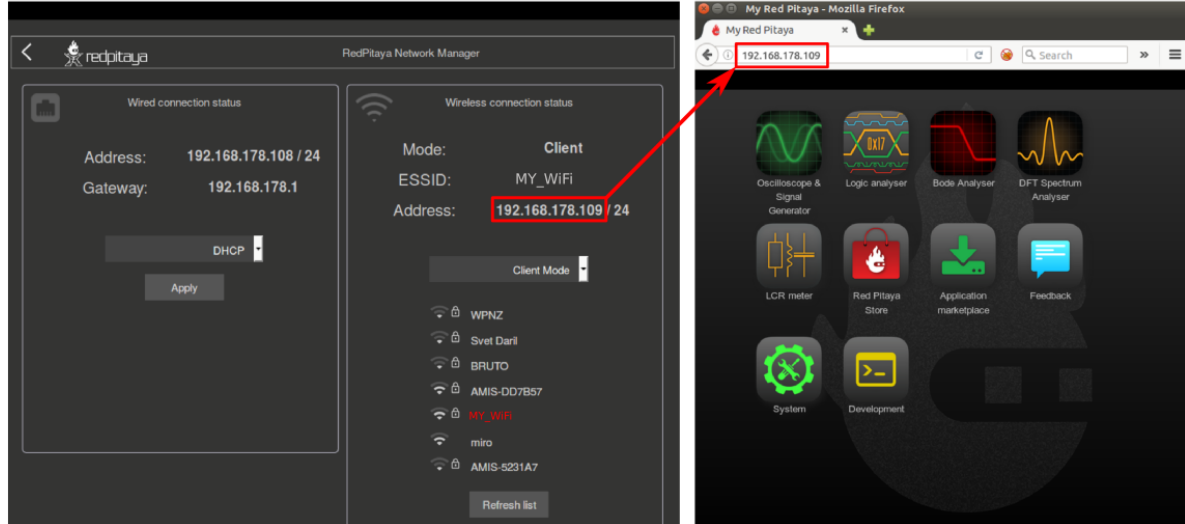 redpitaya
RedPitaya Network Manager
Wired connection status
Address: 192.168.178.108 / 24
Gateway: 192.168.178.1
DHCP
Apply
Wireless connection status
Mode: Client
ESSID: MY_WiFi
Address: 192.168.178.109 / 24
Client Mode
WPNZ
Svet Daril
BRUTO
AMIS-DD7B57
MY_WiFi
miro
AMIS-5231A7
Refresh list
My Red Pitaya - Mozilla Firefox
My Red Pitaya
192.168.178.109
Search
0x17
Oscilloscope &
Signal
Generator
Logic analyser
Bode Analyser
DFT Spectrum
Analyser
LCR meter
Red Pitaya
Store
Application
marketplace
Feedback
System
Development